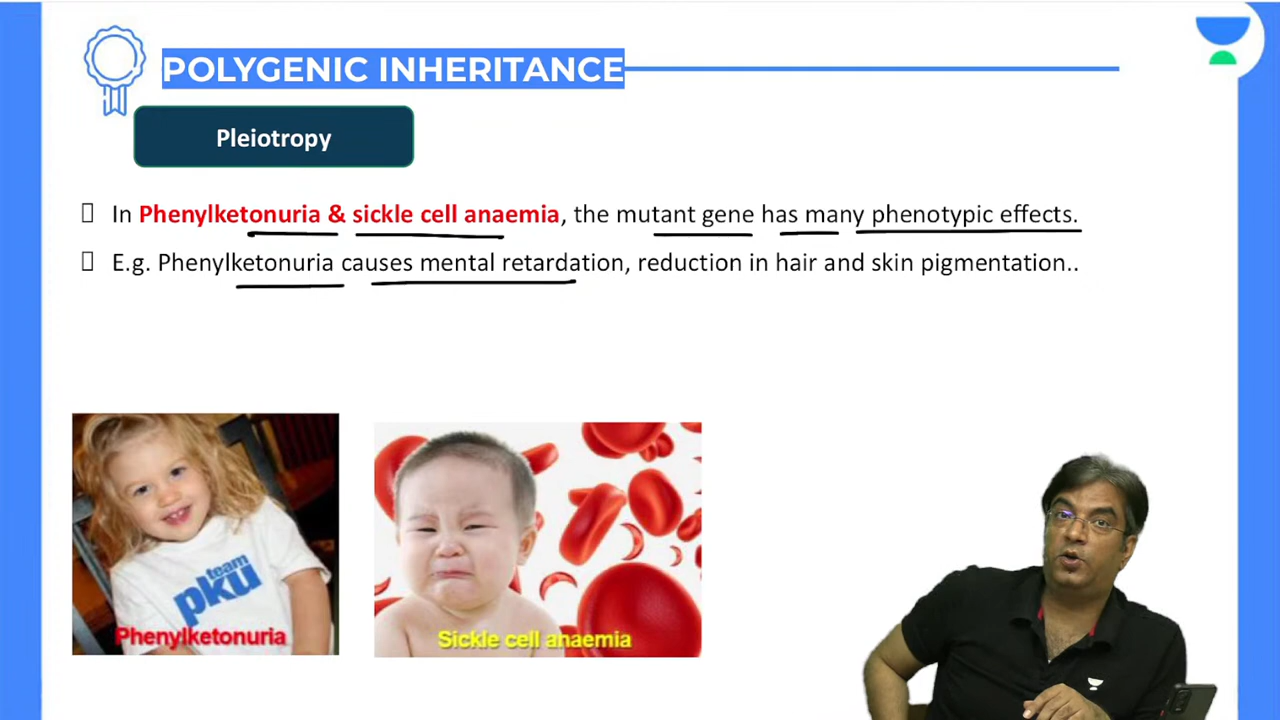 POLYGENIC INHERITANCE
Pleiotropy
In Phenylketonuria & sickle cell anaemia, the mutant gene has many phenotypic effects.
E.g. Phenylketonuria causes mental retardation, reduction in hair and skin pigmentation..
team
pku
Phenylketonuria
Sickle cell anaemia